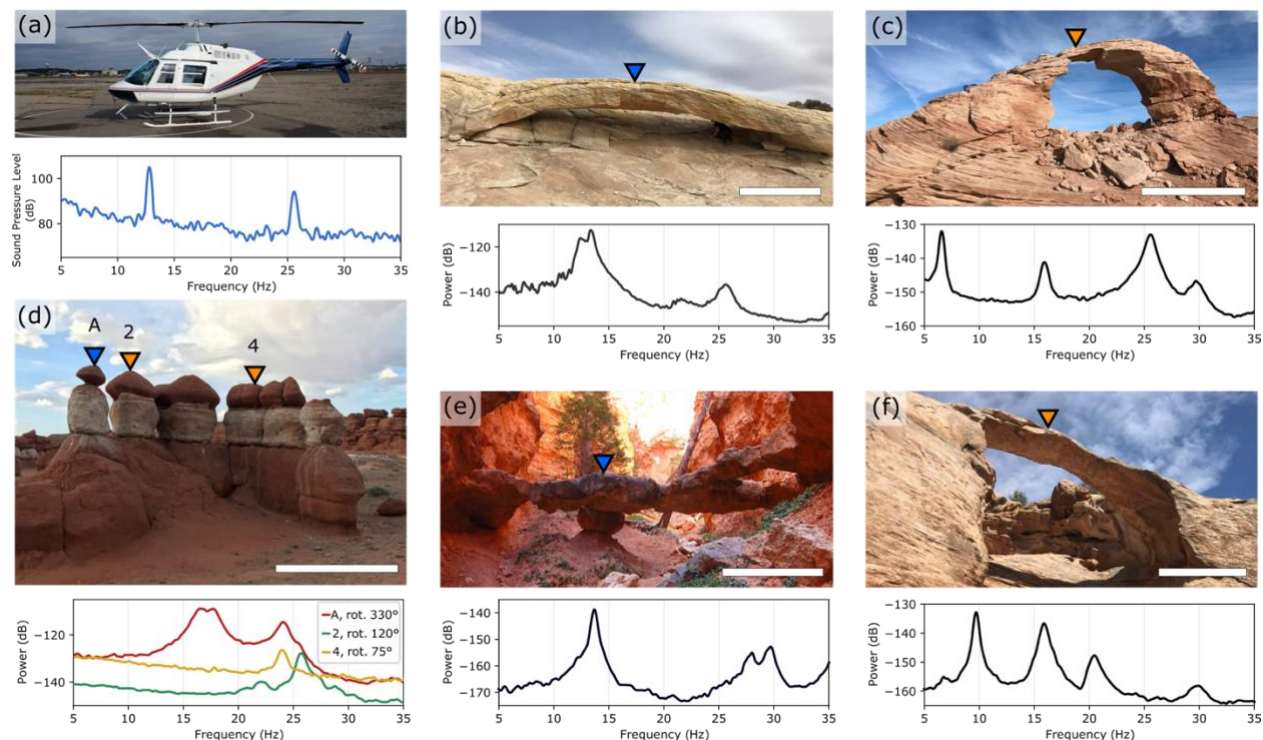 (a)
Sound Pressure Level
(dB)
100
80
5 10 15 20 25 30 35
Frequency (Hz)
(b)
Power (dB)
−120
−140
5 10 15 20 25 30 35
Frequency (Hz)
(c)
Power (dB)
−130
−140
−150
−160
5 10 15 20 25 30 35
Frequency (Hz)
(d)
A
2
4
Power (dB)
−120
−140
A, rot. 330°
2, rot. 120°
4, rot. 75°
5 10 15 20 25 30 35
Frequency (Hz)
(e)
Power (dB)
−140
−150
−160
−170
5 10 15 20 25 30 35
Frequency (Hz)
(f)
Power (dB)
−130
−140
−150
−160
5 10 15 20 25 30 35
Frequency (Hz)